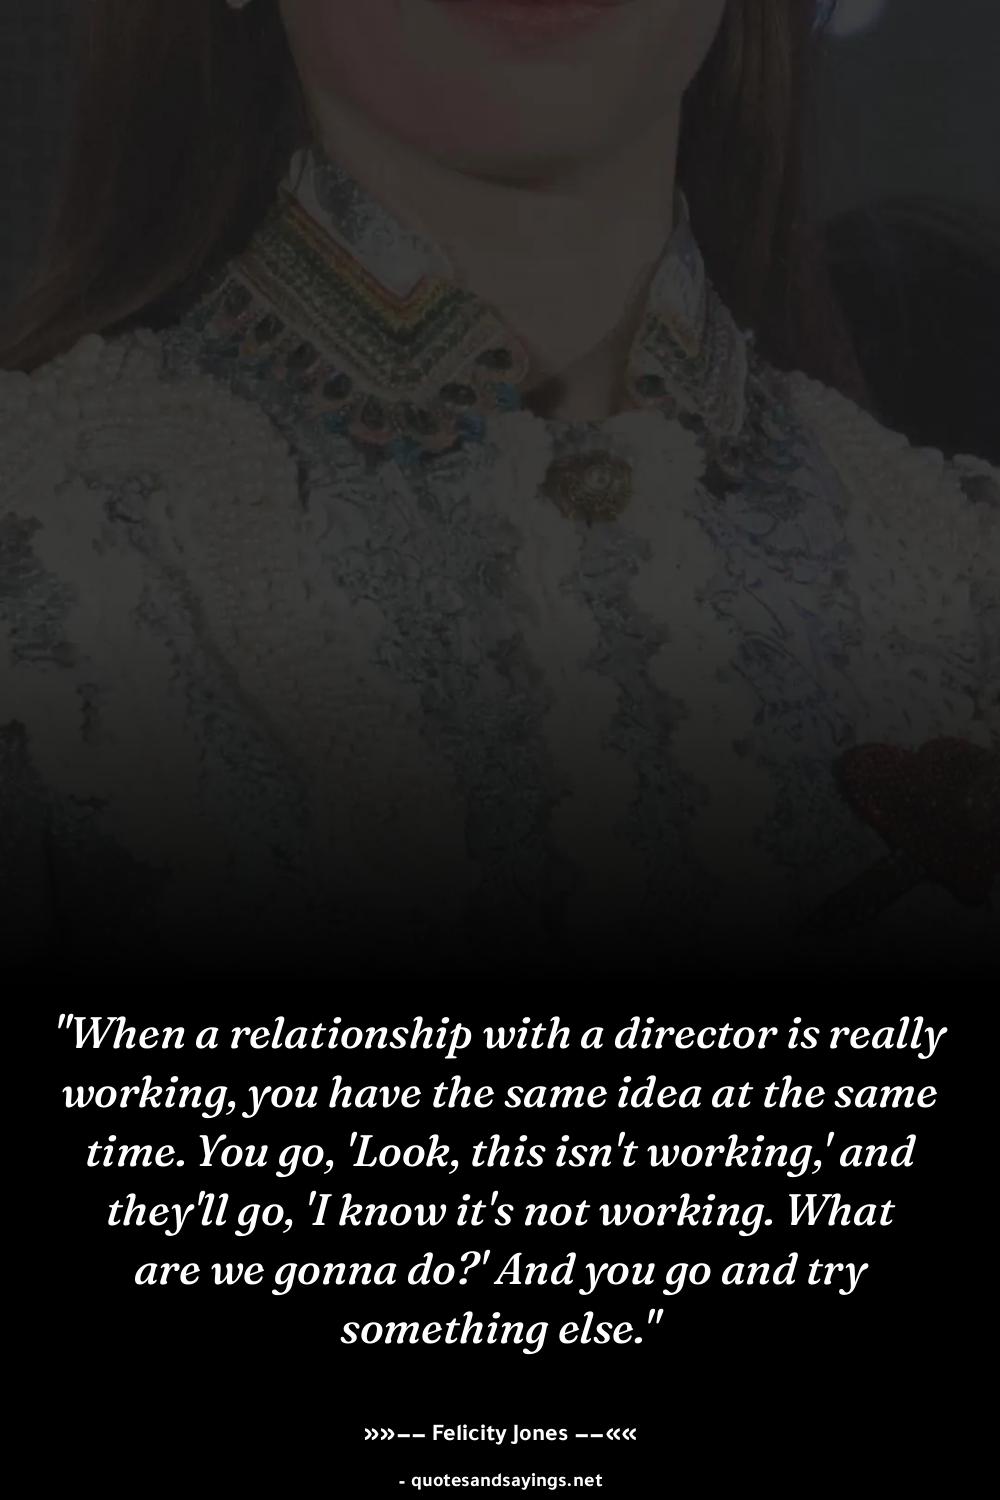 "When a relationship with a director is really
working, you have the same idea at the same
time. You go, 'Look, this isn't working,' and
they'll go, 'I know it's not working. What
are we gonna do?' And you go and try
something else."
»»−− Felicity Jones −−««
- quotesandsayings.net